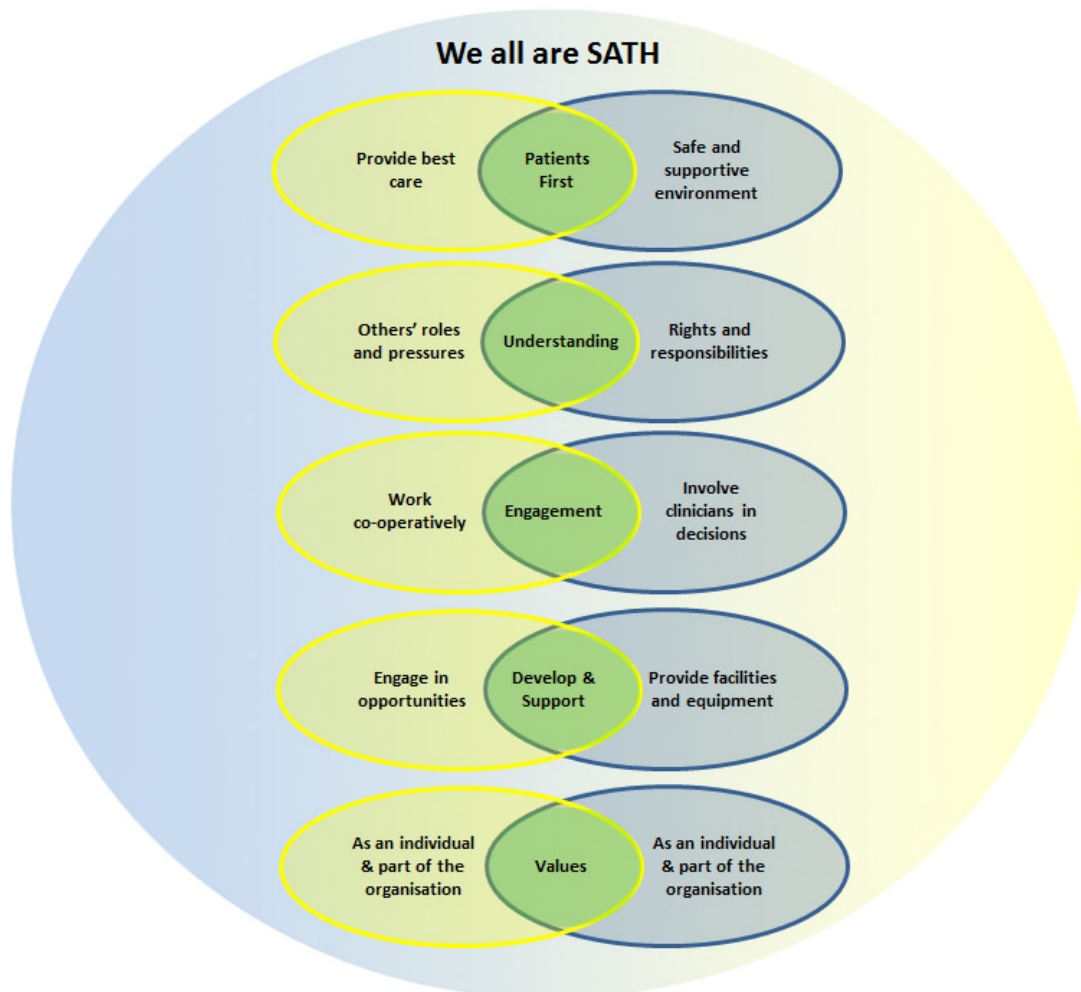 We all are SATH
Provide best
care
Patients
First
Safe and
supportive
environment
Others’ roles
and pressures
Understanding
Rights and
responsibilities
Work
co-operatively
Engagement
Involve
clinicians in
decisions
Engage in
opportunities
Develop &
Support
Provide facilities
and equipment
As an individual
& part of the
organisation
Values
As an individual
& part of the
organisation